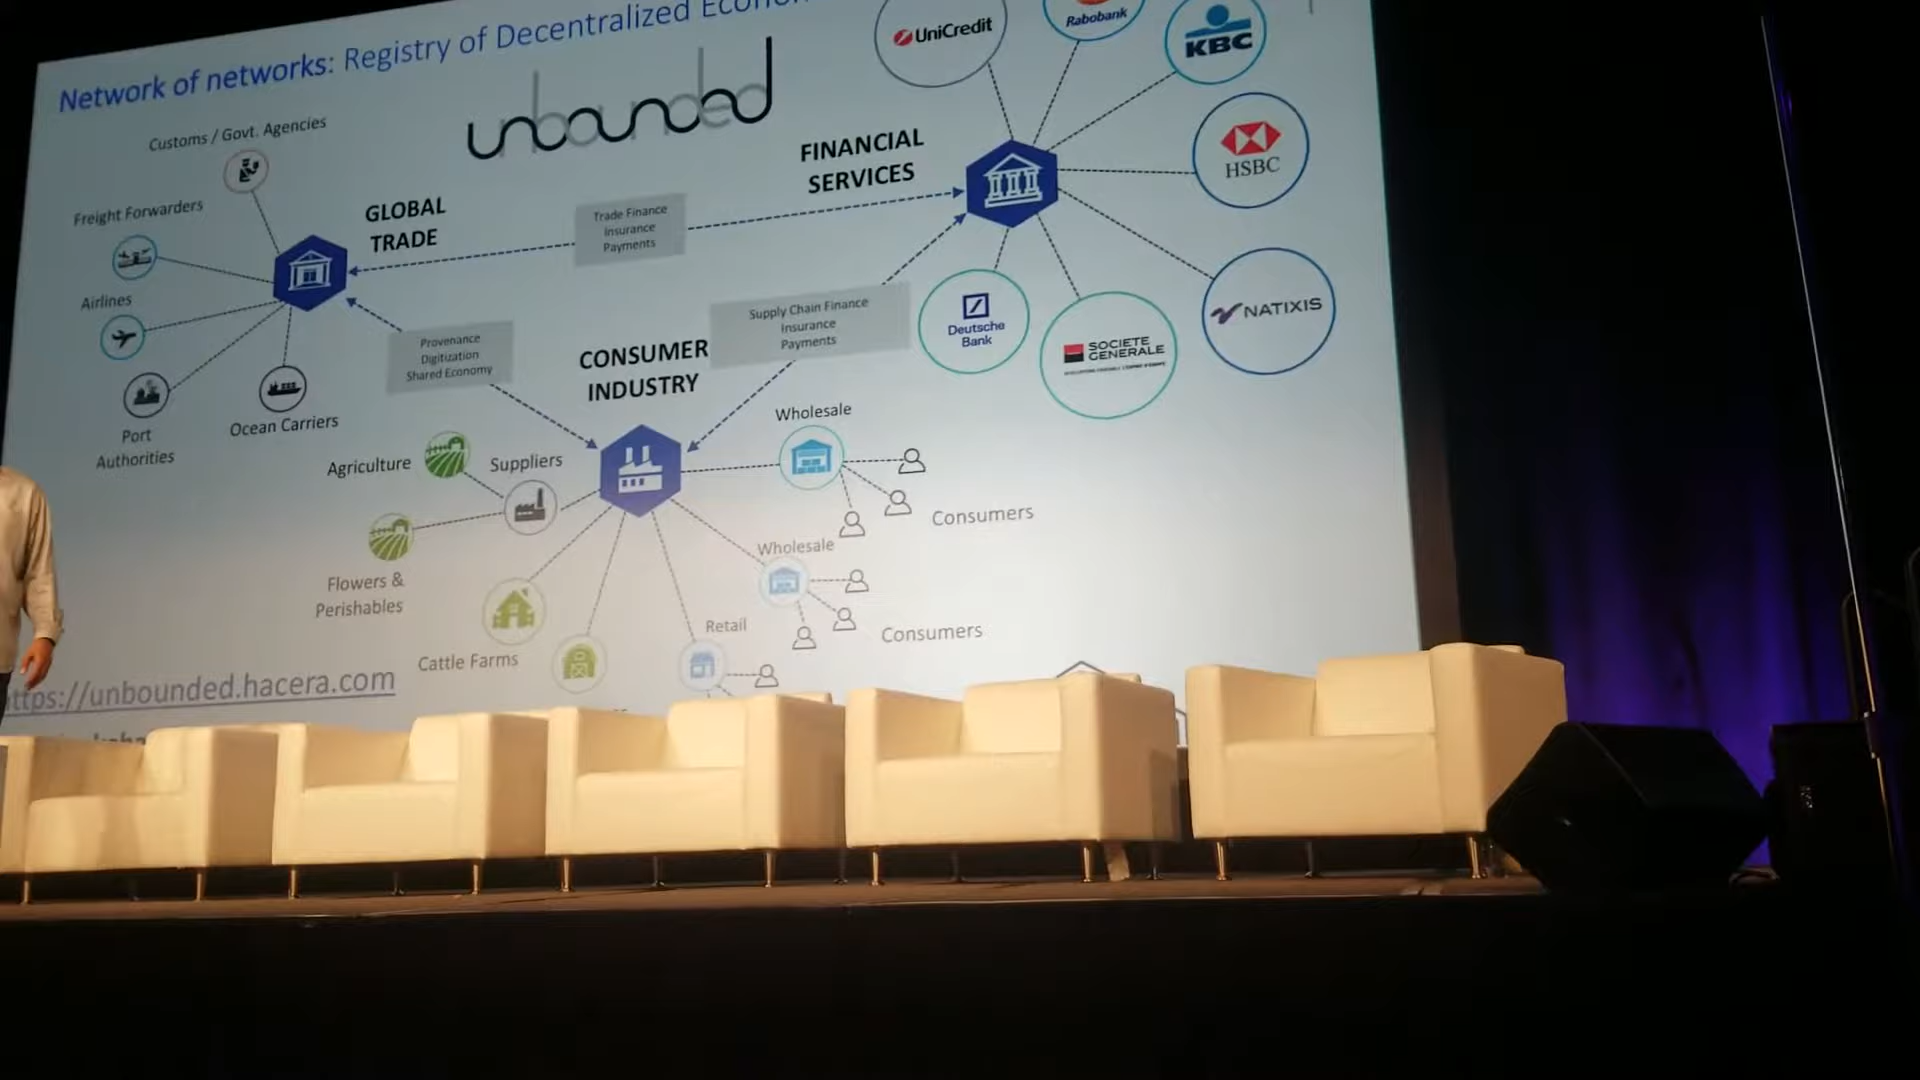 Network of networks: Registry of Decentralized
unbounded
UniCredit
Rabobank
KBC
HSBC
NATIXIS
SOCIETE
GENERALE
Deutsche
Bank
FINANCIAL
SERVICES
Trade Finance
Insurance
Payments
GLOBAL
TRADE
Customs / Govt. Agencies
Freight Forwarders
Airlines
Port
Authorities
Ocean Carriers
Provenance
Digitization
Shared Economy
Supply Chain Finance
Insurance
Payments
CONSUMER
INDUSTRY
Agriculture
Suppliers
Flowers &
Perishables
Cattle Farms
Wholesale
Consumers
Wholesale
Consumers
Retail
ttps://unbounded.hacera.com